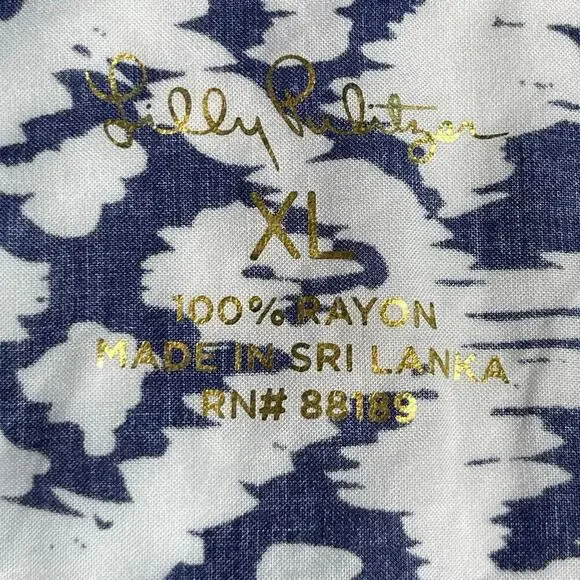 Lilly Pulitzer
XL
100% RAYON
MADE IN SRI LANKA
RN# 88189